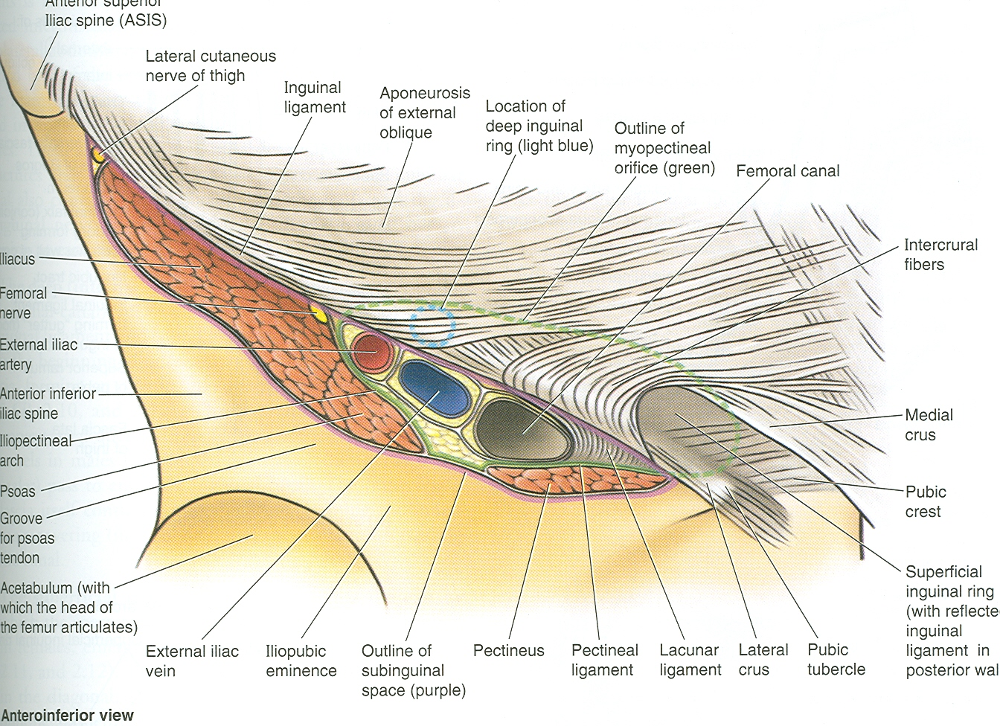 Anterior superior
Iliac spine (ASIS)
Lateral cutaneous
nerve of thigh
Inguinal
ligament
Aponeurosis
of external
oblique
Location of
deep inguinal
ring (light blue)
Outline of
myopectineal
orifice (green)
Femoral canal
Intercrural
fibers
Iliacus
Femoral
nerve
External iliac
artery
Anterior inferior
iliac spine
Iliopectineal
arch
Psoas
Groove
for psoas
tendon
Acetabulum (with
which the head of
the femur articulates)
Medial
crus
Pubic
crest
Superficial
inguinal ring
(with reflecte
inguinal
ligament in
posterior wal
External iliac
vein
Iliopubic
eminence
Outline of
subinguinal
space (purple)
Pectineus
Pectineal
ligament
Lacunar
ligament
Lateral
crus
Pubic
tubercle
Anteroinferior view